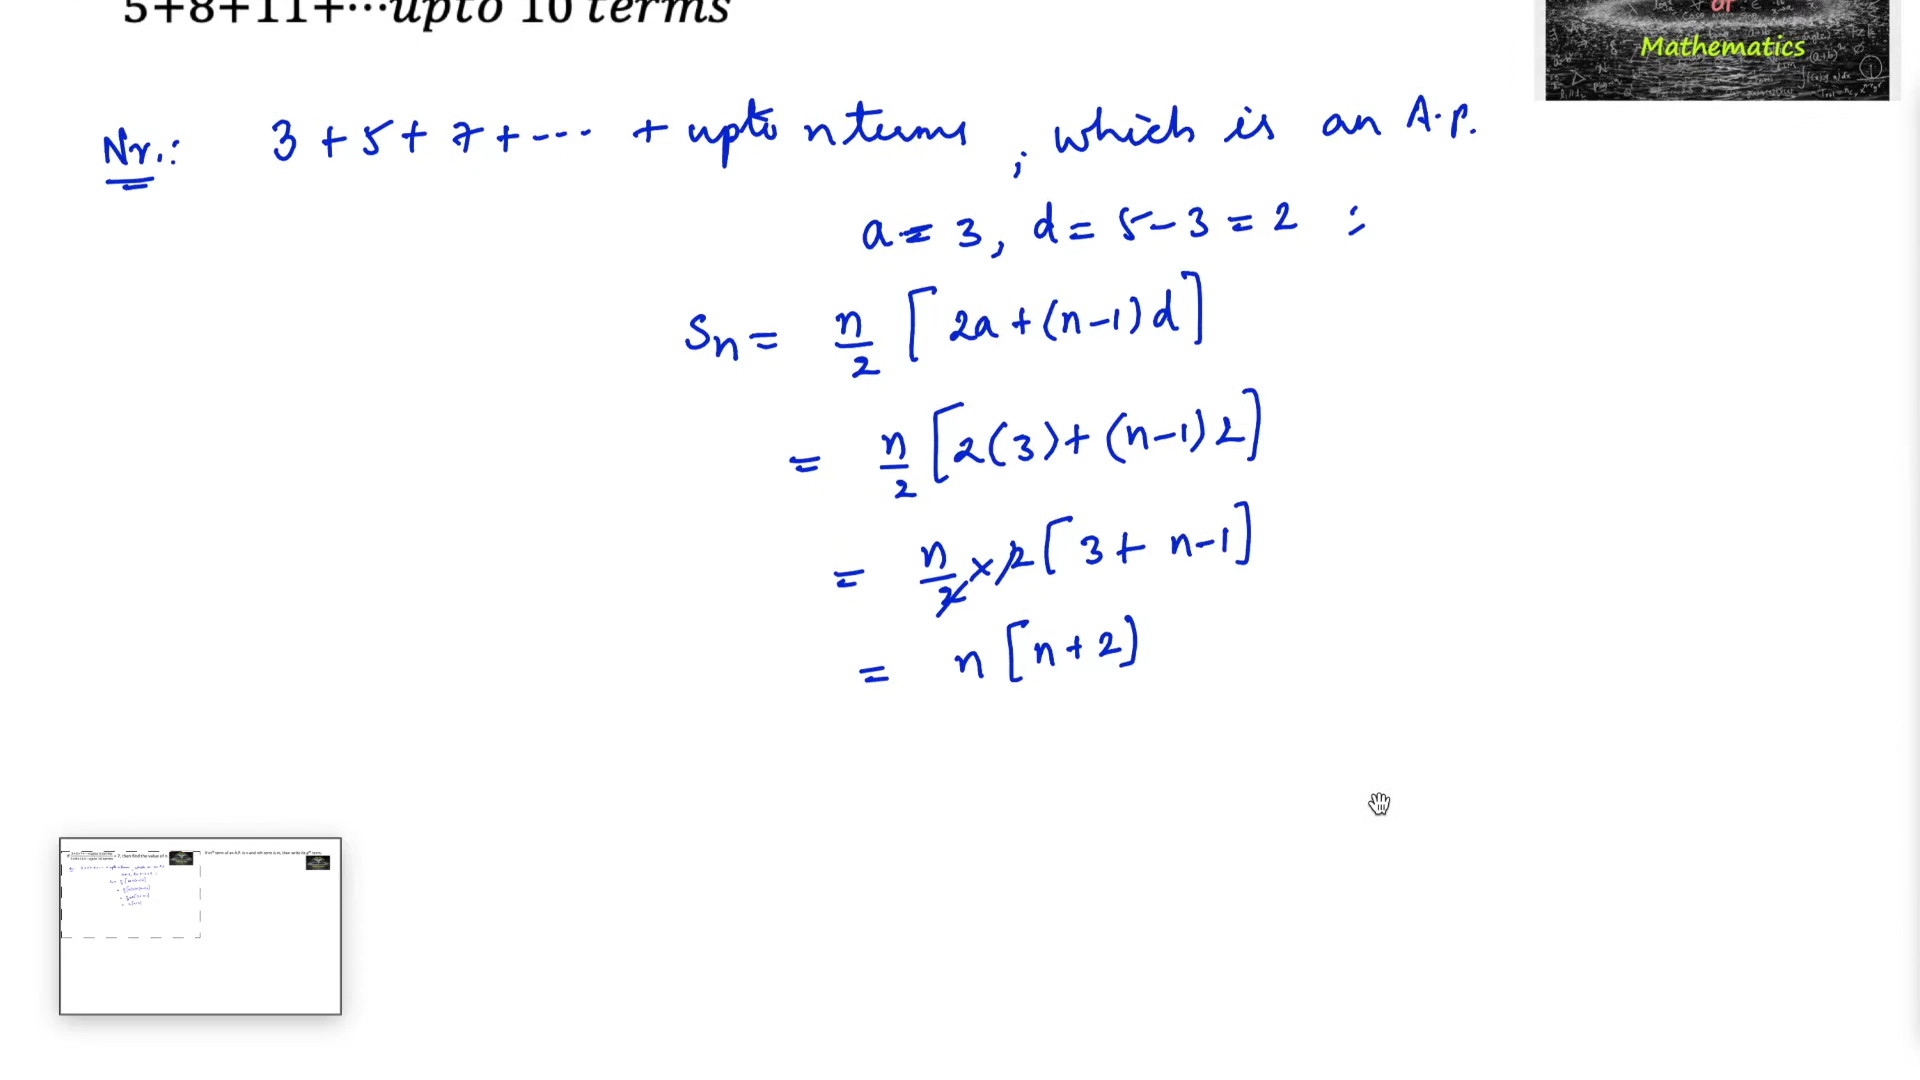 5+8+11+⋯upto 10 terms
of
Mathematics
Nr.: 3 + 5 + 7 + --- + upto n terms, which is an A.P.
a = 3, d = 5 - 3 = 2 :
Sn = n/2 [2a + (n-1) d]
= n/2 [2(3) + (n-1) 2]
= n/2 × 2 [3 + n-1]
= n [n+2]